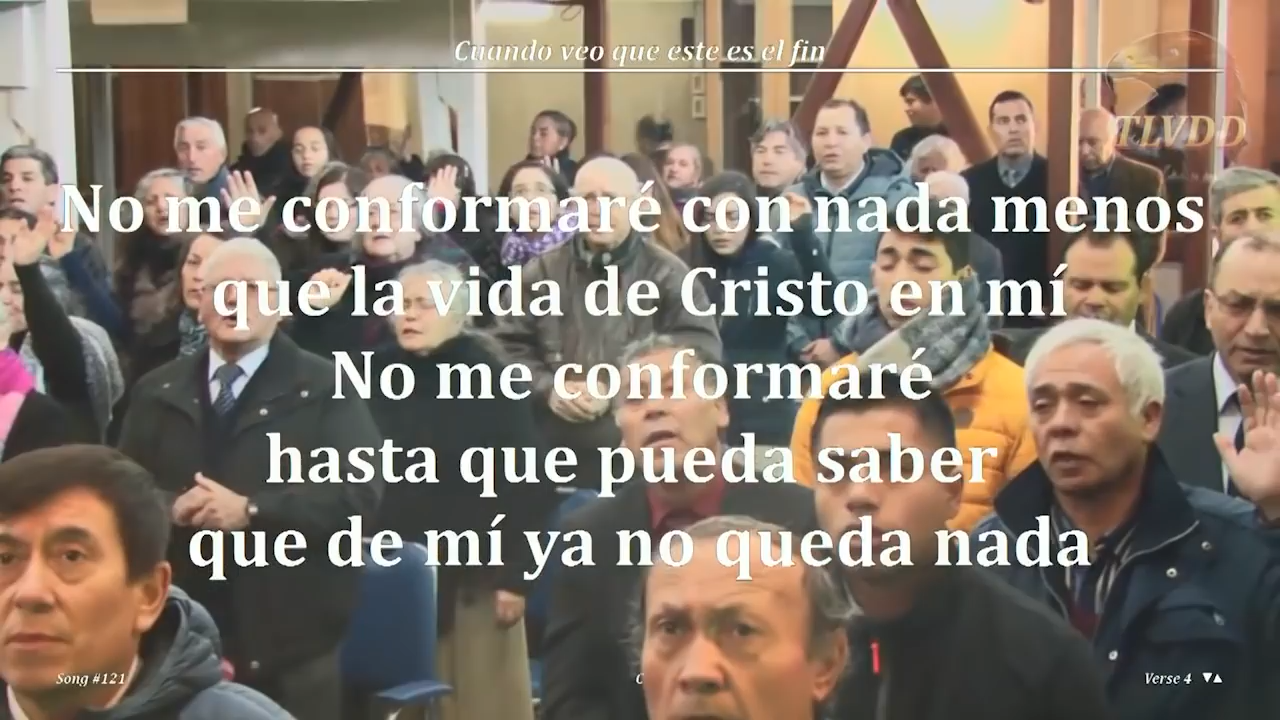 Cuando veo que este es el fin
TLVDD
No me conformaré con nada menos
que la vida de Cristo en mí
No me conformaré
hasta que pueda saber
que de mí ya no queda nada
Song #121
Verse 4 ▼▲